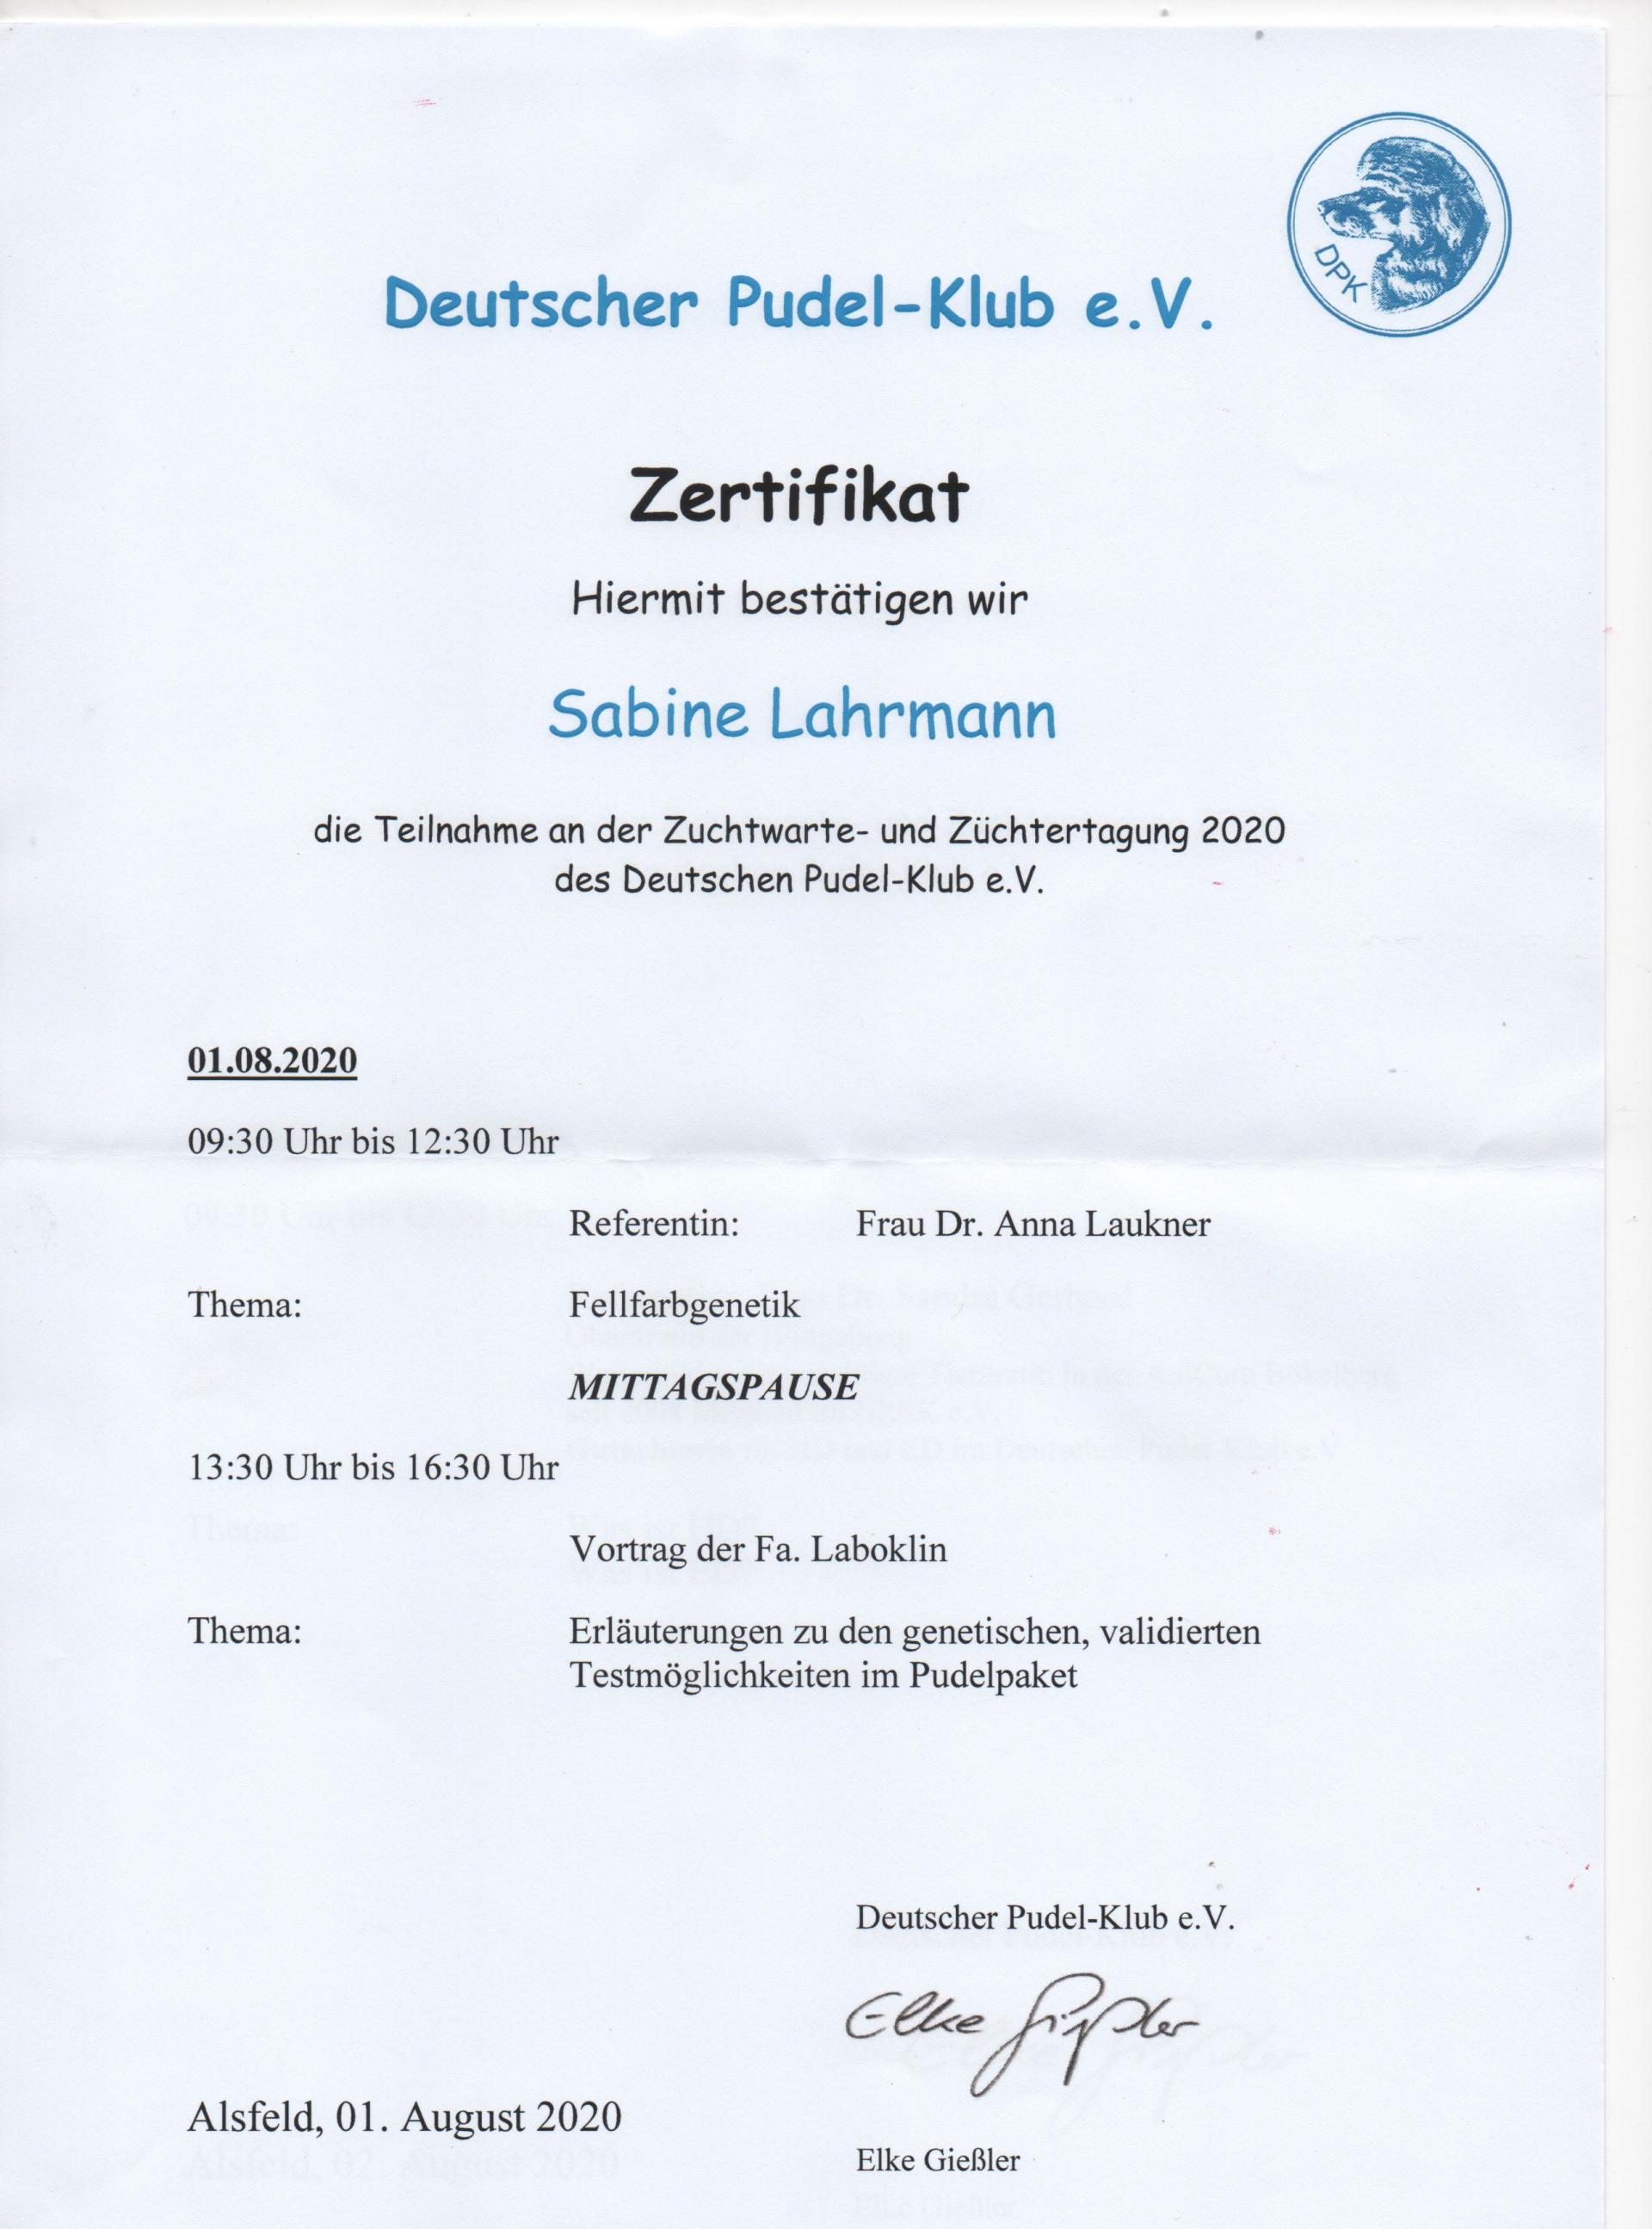 DPK
Deutscher Pudel-Klub e.V.
Zertifikat
Hiermit bestätigen wir
Sabine Lahrmann
die Teilnahme an der Zuchtwarte- und Züchtertagung 2020
des Deutschen Pudel-Klub e.V.
01.08.2020
09:30 Uhr bis 12:30 Uhr
Referentin: Frau Dr. Anna Laukner
Thema: Fellfarbgenetik
MITTAGSPAUSE
13:30 Uhr bis 16:30 Uhr
Vortrag der Fa. Laboklin
Thema: Erläuterungen zu den genetischen, validierten
Testmöglichkeiten im Pudelpaket
Deutscher Pudel-Klub e.V.
Elke Gießler
Alsfeld, 01. August 2020
Elke Gießler